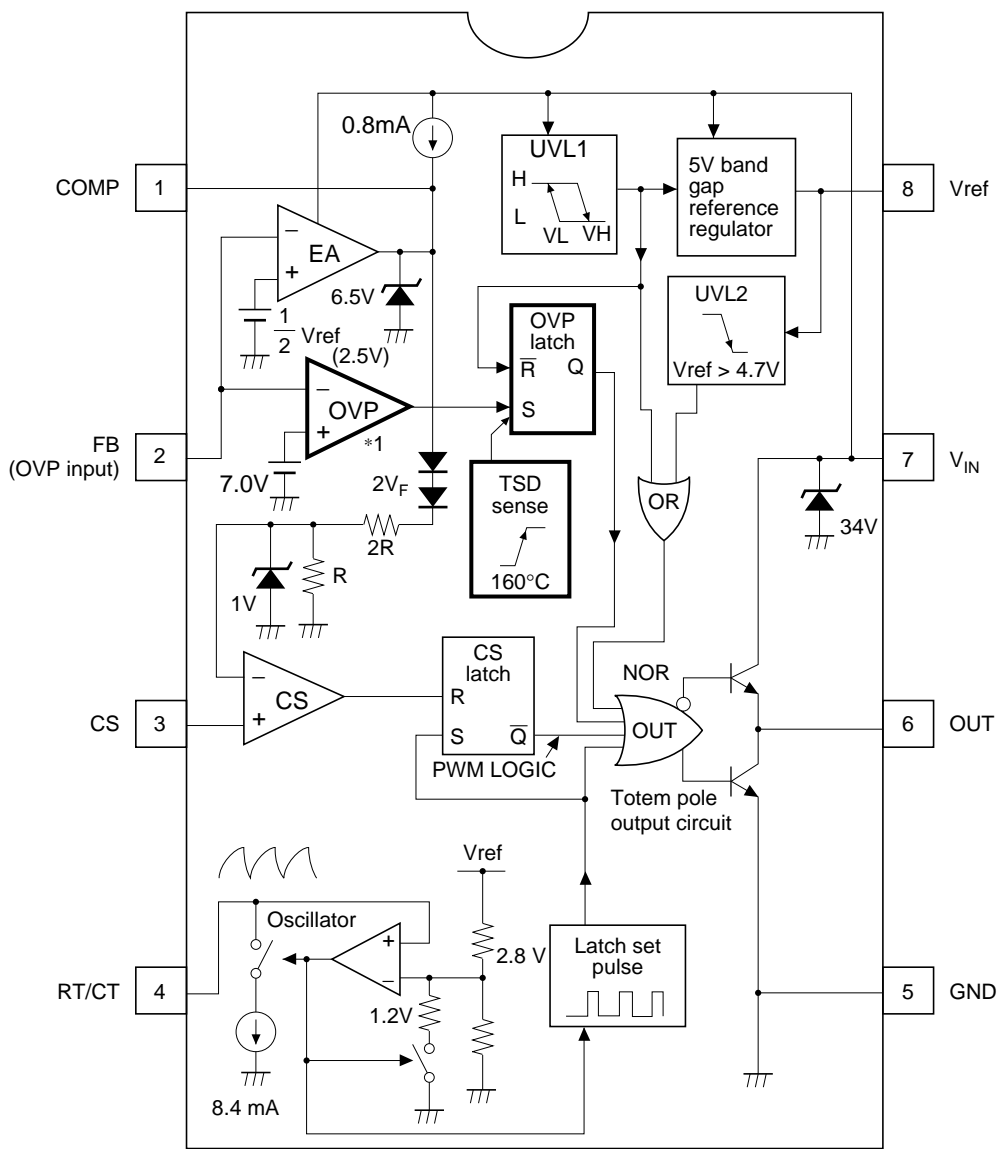 0.8mA
UVL1
H
L
VL
VH
5V band
gap
reference
regulator
COMP
1
8
Vref
−
+
EA
6.5V
1
2
Vref
(2.5V)
UVL2
Vref > 4.7V
OVP
latch
R
Q
S
−
+
OVP
*1
FB
(OVP input)
2
7
VIN
7.0V
2VF
TSD
sense
160°C
OR
34V
2R
R
1V
CS
latch
R
S
Q
NOR
−
+
CS
CS
3
OUT
6
OUT
PWM LOGIC
Totem pole
output circuit
Vref
Oscillator
+
−
2.8 V
Latch set
pulse
RT/CT
4
5
GND
1.2V
8.4 mA